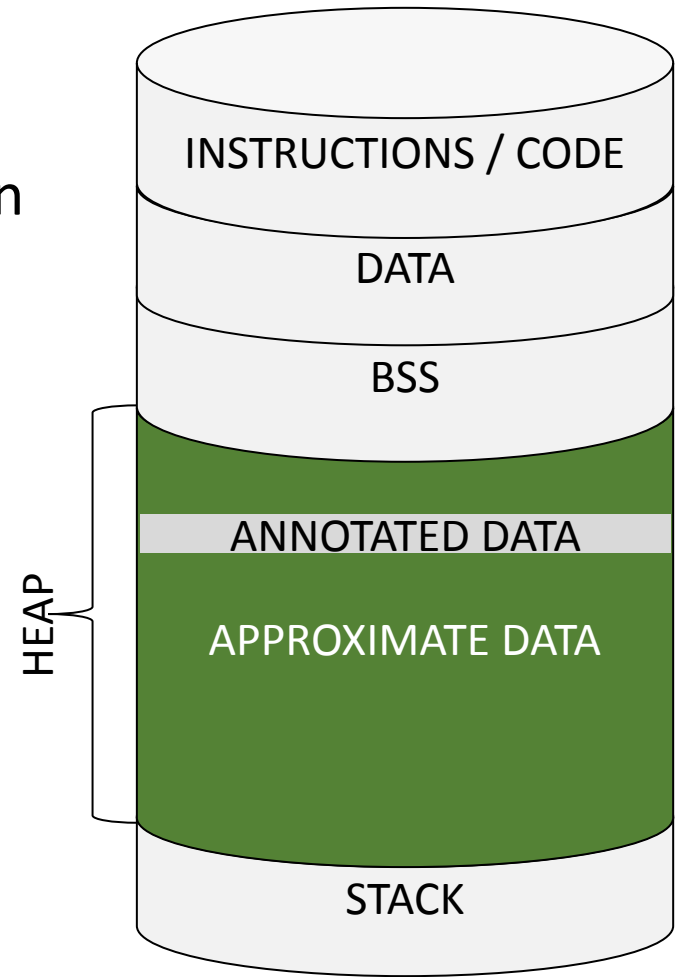 INSTRUCTIONS / CODE
n
DATA
BSS
ANNOTATED DATA
HEAP
APPROXIMATE DATA
STACK